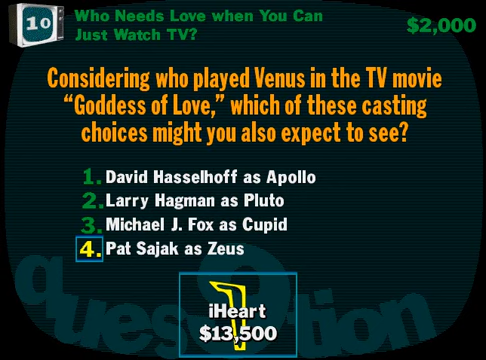 10
Who Needs Love when You Can
Just Watch TV?
$2,000
Considering who played Venus in the TV movie
“Goddess of Love,” which of these casting
choices might you also expect to see?
1. David Hasselhoff as Apollo
2. Larry Hagman as Pluto
3. Michael J. Fox as Cupid
4. Pat Sajak as Zeus
question
iHeart
$13,500